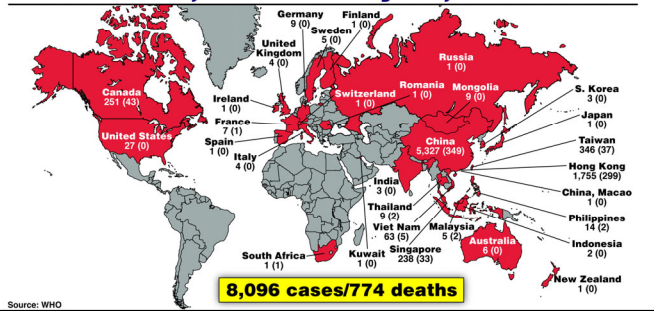 Germany
9 (0)
Finland
1 (0)
Sweden
5 (0)
United
Kingdom
4 (0)
Russia
1 (0)
Canada
251 (43)
Switzerland
1 (0)
Romania
1 (0)
Mongolia
9 (0)
S. Korea
3 (0)
Ireland
1 (0)
Japan
1 (0)
France
7 (1)
United States
27 (0)
China
5,327 (349)
Taiwan
346 (37)
Spain
1 (0)
Italy
4 (0)
Hong Kong
1,755 (299)
India
3 (0)
China, Macao
1 (0)
Thailand
9 (2)
Philippines
14 (2)
Viet Nam
63 (5)
Malaysia
5 (2)
Singapore
238 (33)
Indonesia
2 (0)
Australia
6 (0)
South Africa
1 (1)
Kuwait
1 (0)
New Zealand
1 (0)
8,096 cases/774 deaths
Source: WHO